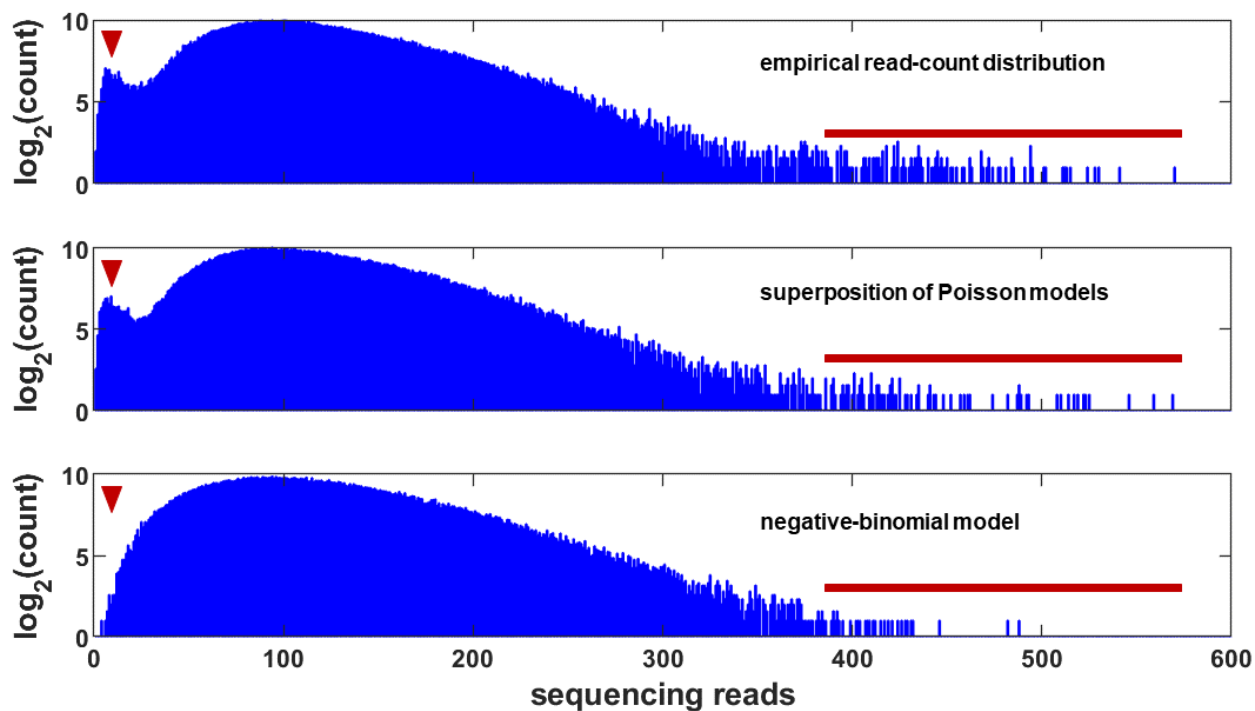 10
5
0
log2(count)
empirical read-count distribution
10
5
0
log2(count)
superposition of Poisson models
10
5
0
log2(count)
negative-binomial model
0 100 200 300 400 500 600
sequencing reads